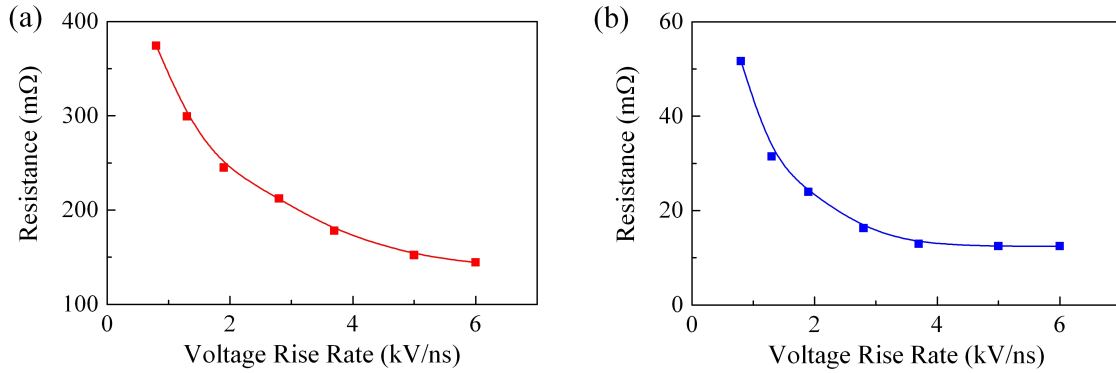 (a)
400
300
200
100
Resistance (mΩ)
0
2
4
6
Voltage Rise Rate (kV/ns)
(b)
60
40
20
0
Resistance (mΩ)
0
2
4
6
Voltage Rise Rate (kV/ns)